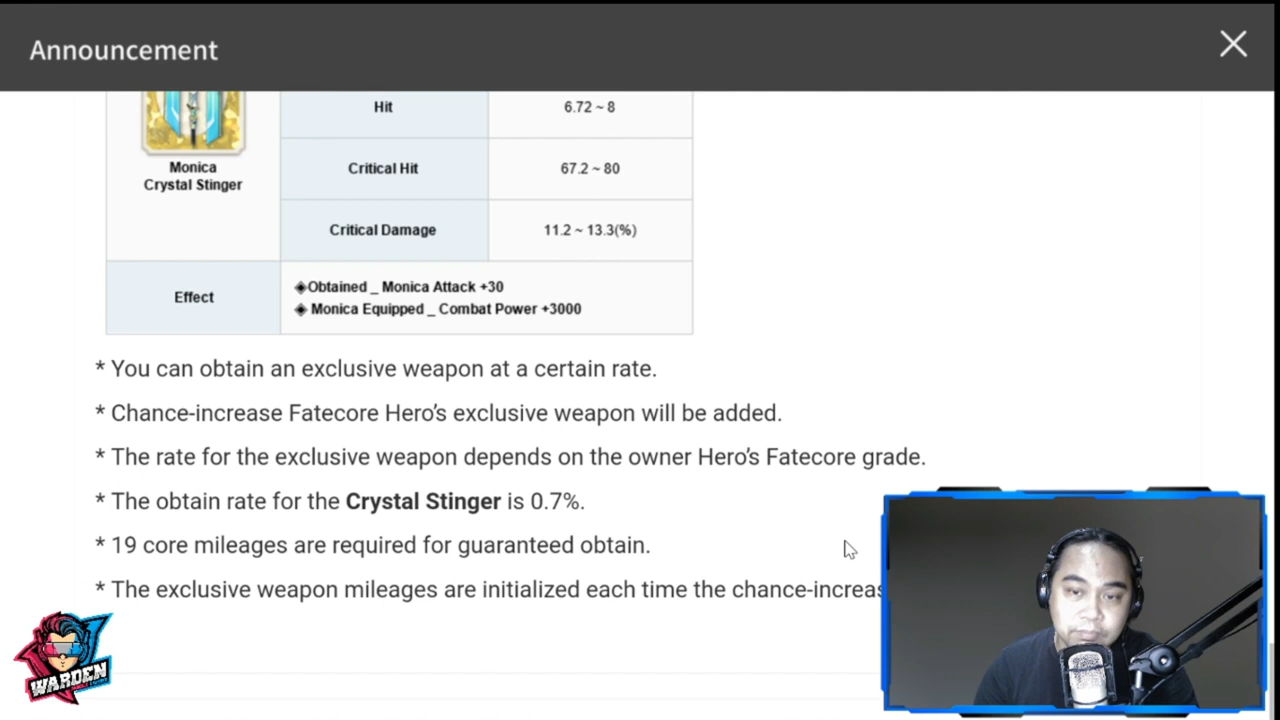 Announcement
Hit
6.72 ~ 8
Monica
Crystal Stinger
Critical Hit
67.2 ~ 80
Critical Damage
11.2 ~ 13.3(%)
Effect
◈Obtained _ Monica Attack +30
◈ Monica Equipped _ Combat Power +3000
* You can obtain an exclusive weapon at a certain rate.
* Chance-increase Fatecore Hero’s exclusive weapon will be added.
* The rate for the exclusive weapon depends on the owner Hero’s Fatecore grade.
* The obtain rate for the Crystal Stinger is 0.7%.
* 19 core mileages are required for guaranteed obtain.
* The exclusive weapon mileages are initialized each time the chance-increas
WARDEN